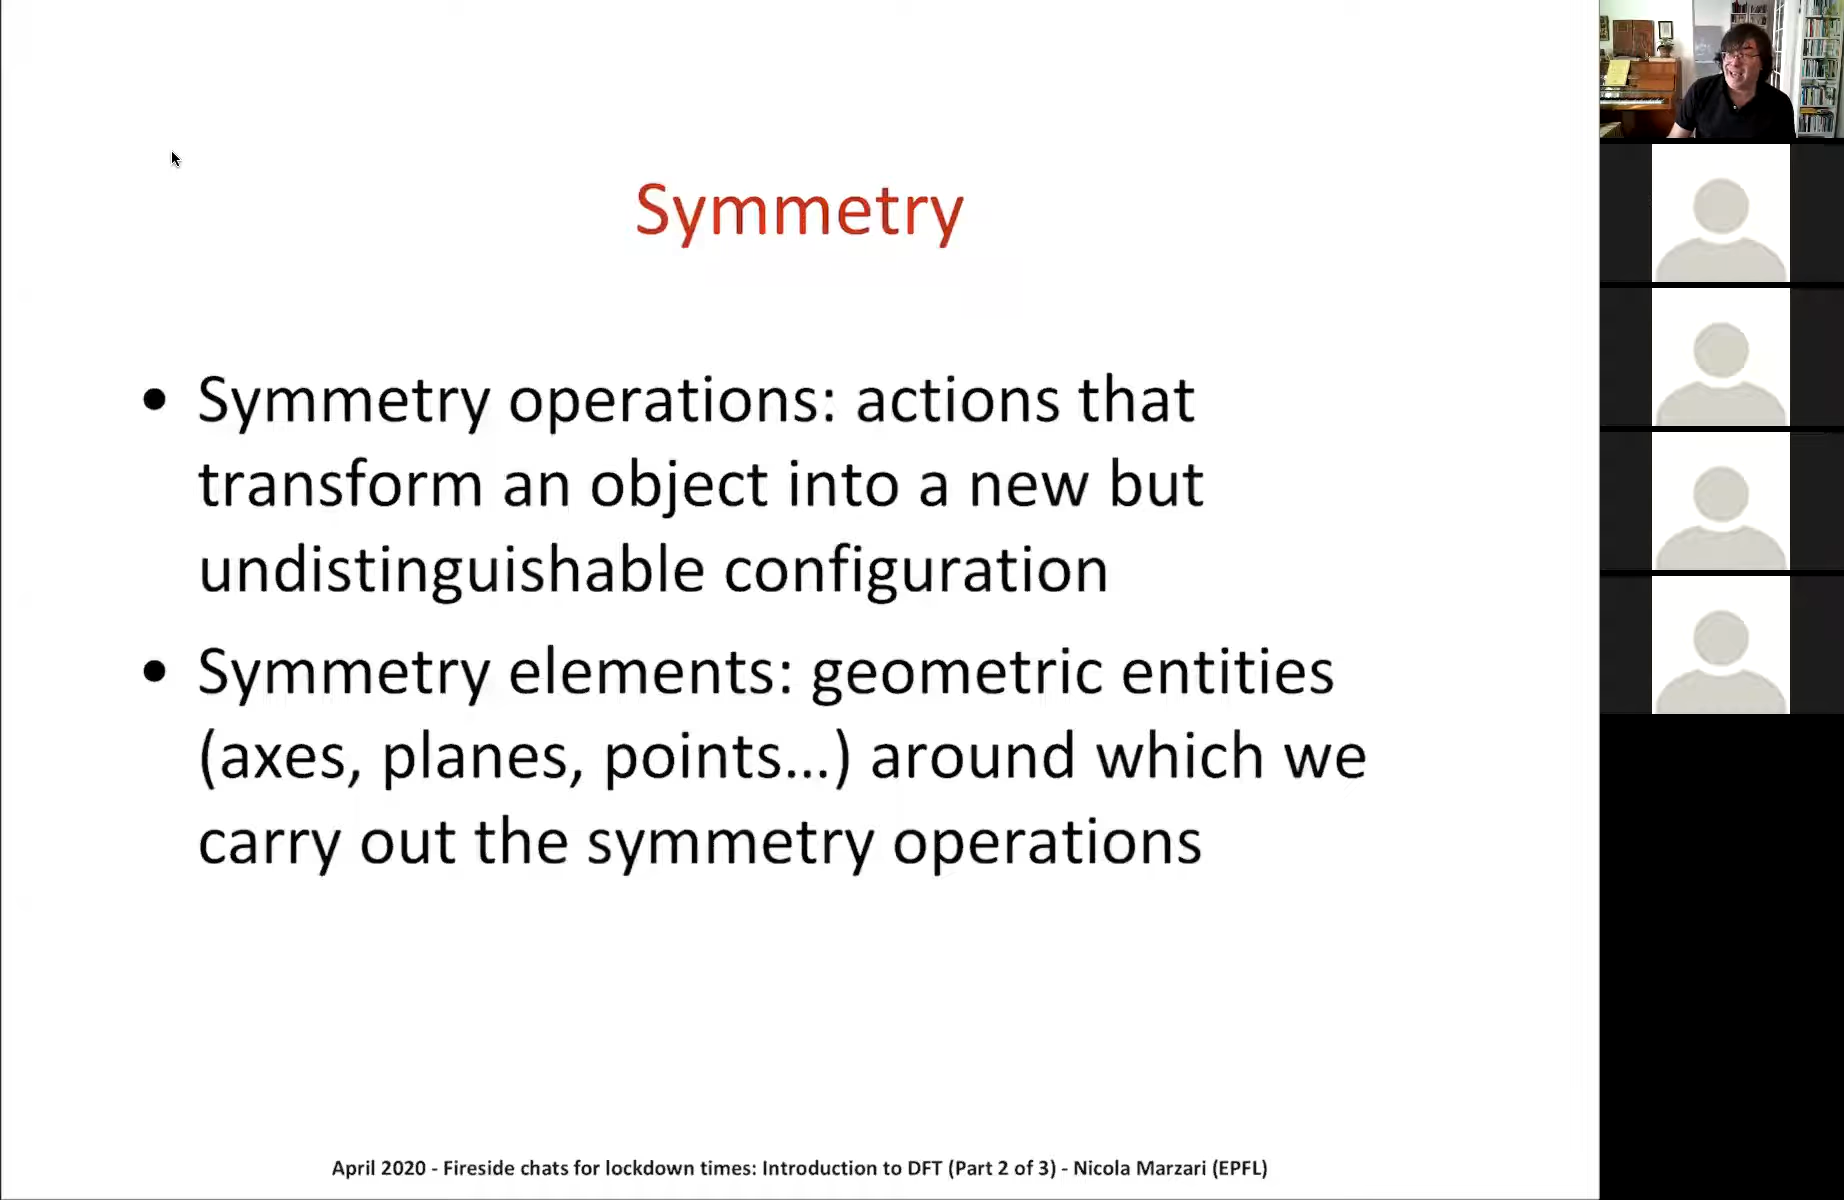 Symmetry
• Symmetry operations: actions that
transform an object into a new but
undistinguishable configuration
• Symmetry elements: geometric entities
(axes, planes, points...) around which we
carry out the symmetry operations
April 2020 - Fireside chats for lockdown times: Introduction to DFT (Part 2 of 3) - Nicola Marzari (EPFL)